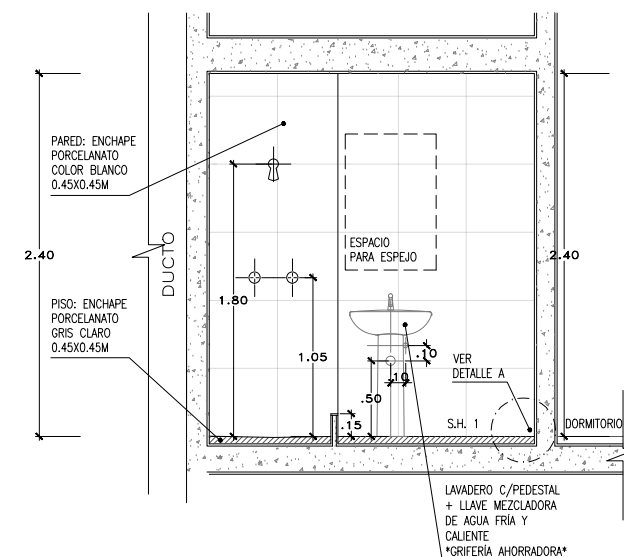 PARED: ENCHAPE
PORCELANATO
COLOR BLANCO
0.45X0.45M
2.40
DUCTO
PISO: ENCHAPE
PORCELANATO
GRIS CLARO
0.45X0.45M
1.80
1.05
ESPACIO
PARA ESPEJO
2.40
.10
.10
.50
.15
VER
DETALLE A
S.H. 1
DORMITORIO
LAVADERO C/PEDESTAL
+ LLAVE MEZCLADORA
DE AGUA FRÍA Y
CALIENTE
*GRIFERÍA AHORRADORA*